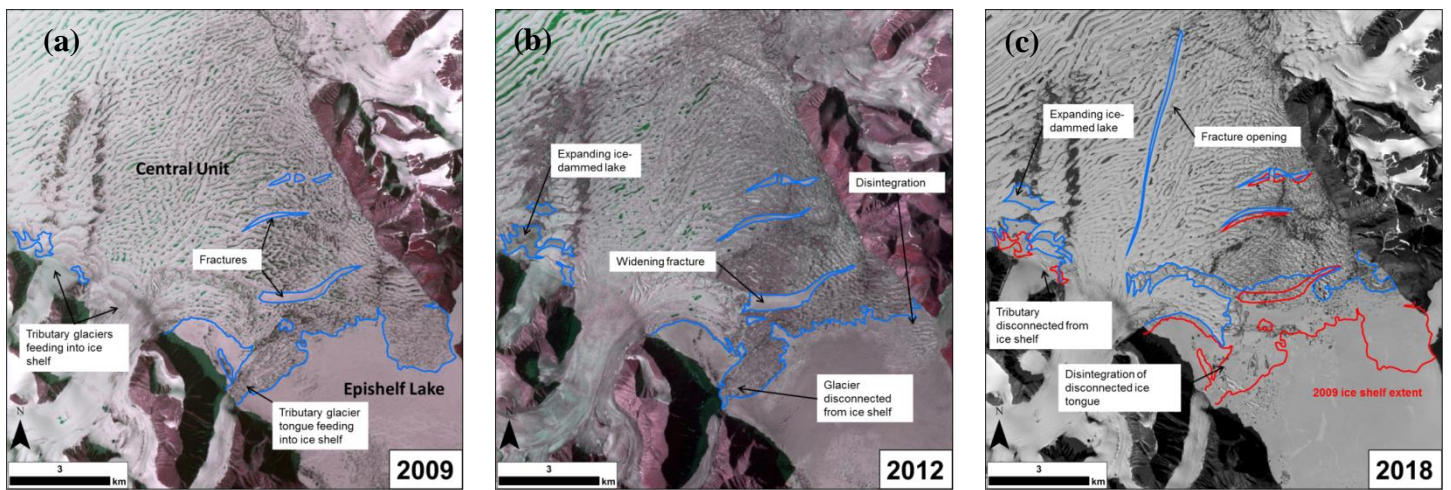 (a)
Central Unit
Fractures
Tributary glaciers
feeding into ice
shelf
Epishelf Lake
Tributary glacier
tongue feeding
into ice shelf
N
3
km
2009
(b)
Expanding ice-
dammed lake
Disintegration
Widening fracture
Glacier
disconnected
from ice shelf
N
3
km
2012
(c)
Expanding ice-
dammed lake
Fracture opening
Tributary
disconnected from
ice shelf
Disintegration of
disconnected ice
tongue
2009 ice shelf extent
N
3
km
2018